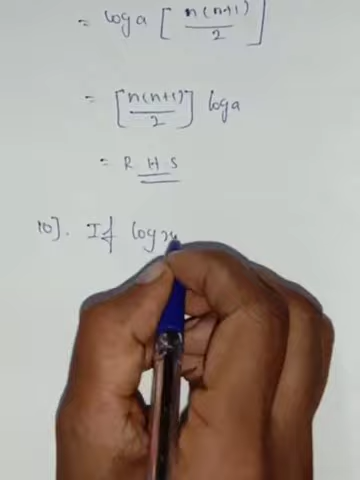 = log a [ n(n+1) / 2 ]
= [ n(n+1) / 2 ] log a
= R H S
10]. If log x